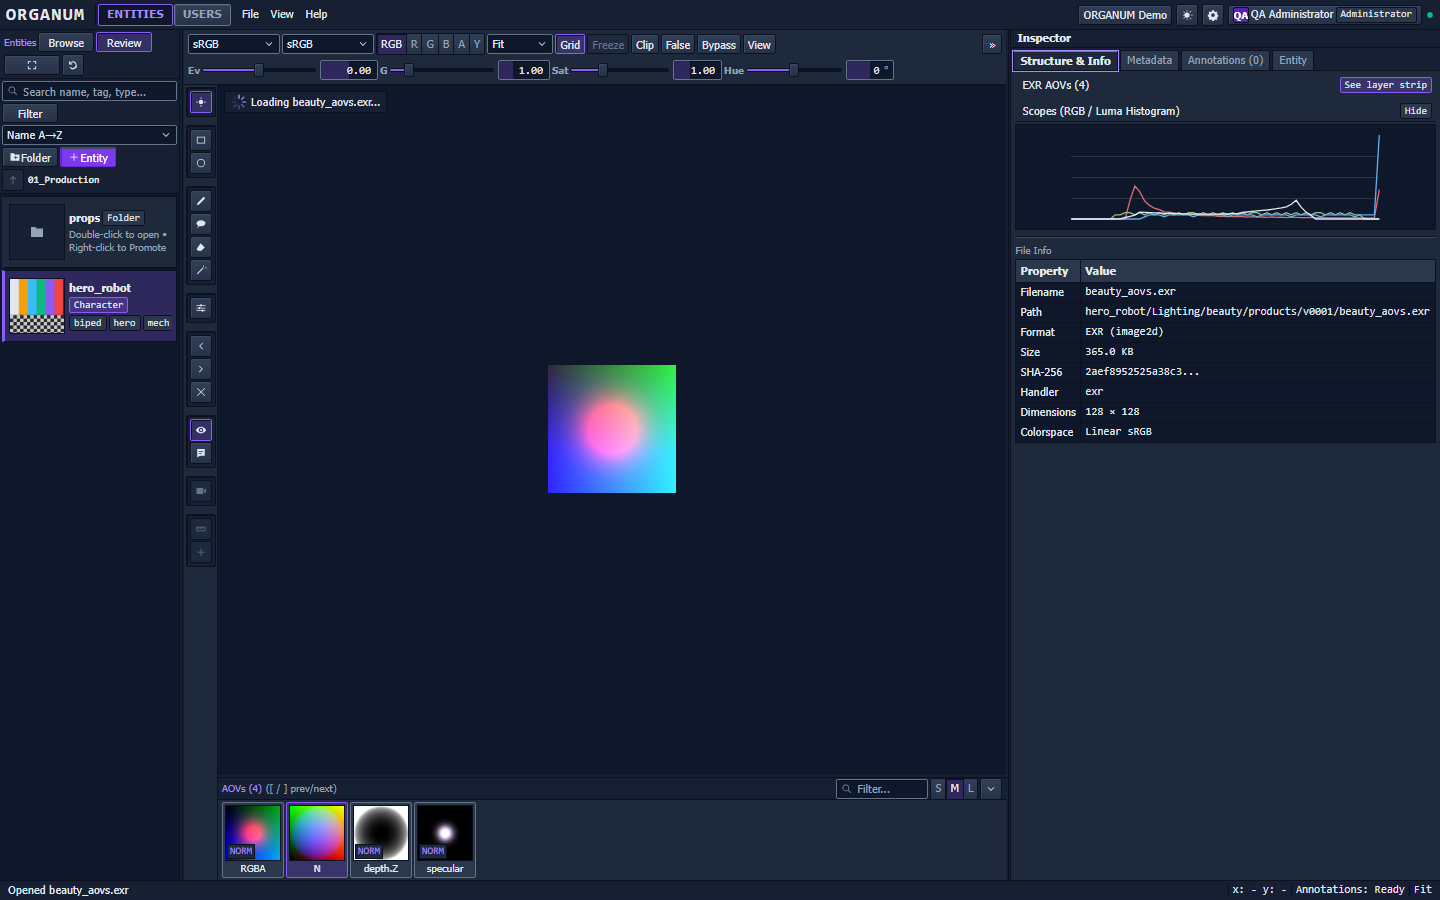 ORGANUM ENTITIES USERS File View Help ORGANUM Demo QA QA Administrator Administrator
Entities Browse Review
Search name, tag, type...
Filter
Name A→Z
Folder + Entity
↑ 01_Production
props Folder
Double-click to open •
Right-click to Promote
hero_robot
Character
biped hero mech
sRGB sRGB RGB R G B A Y Fit Grid Freeze Clip False Bypass View »
Ev 0.00 G 1.00 Sat 1.00 Hue 0 °
Loading beauty_aovs.exr...
AOVs (4) ([ / ] prev/next) Filter... S M L
NORM NORM NORM
RGBA N depth.Z specular
Inspector
Structure & Info Metadata Annotations (0) Entity
EXR AOVs (4) See layer strip
Scopes (RGB / Luma Histogram) Hide
File Info
Property Value
Filename beauty_aovs.exr
Path hero_robot/Lighting/beauty/products/v0001/beauty_aovs.exr
Format EXR (image2d)
Size 365.0 KB
SHA-256 2aef8952525a38c3...
Handler exr
Dimensions 128 × 128
Colorspace Linear sRGB
Opened beauty_aovs.exr x: - y: - Annotations: Ready Fit